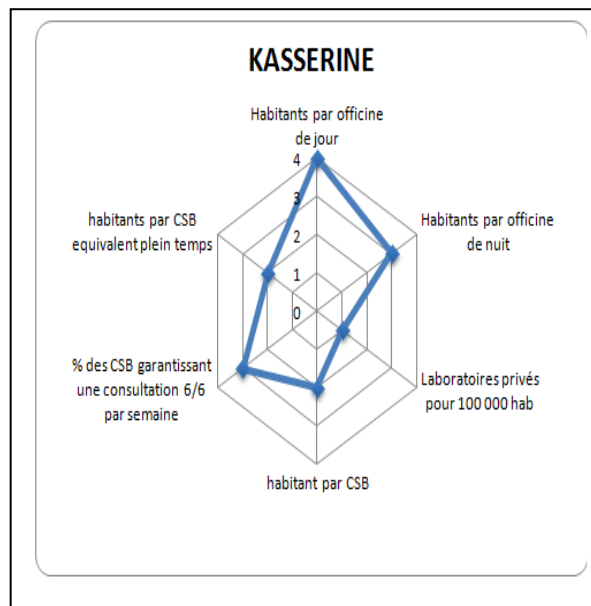 KASSERINE
Habitants par officine
de jour
4
3
2
1
0
Habitants par officine
de nuit
Laboratoires privés
pour 100 000 hab
habitant par CSB
% des CSB garantissant
une consultation 6/6
par semaine
habitants par CSB
equivalent plein temps